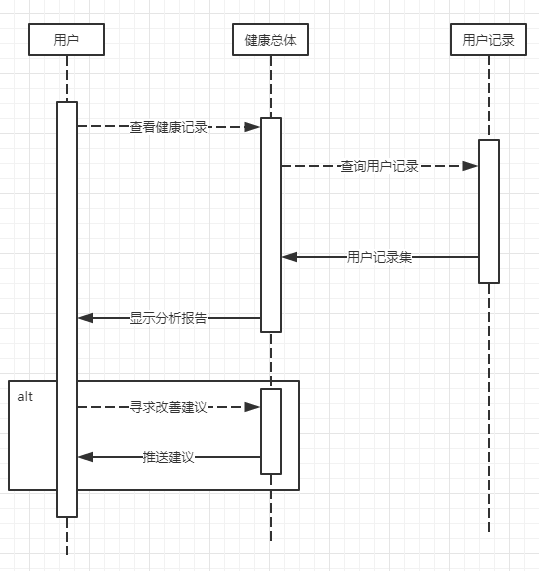 用户
健康总体
用户记录
查看健康记录
查询用户记录
用户记录集
显示分析报告
alt
寻求改善建议
推送建议